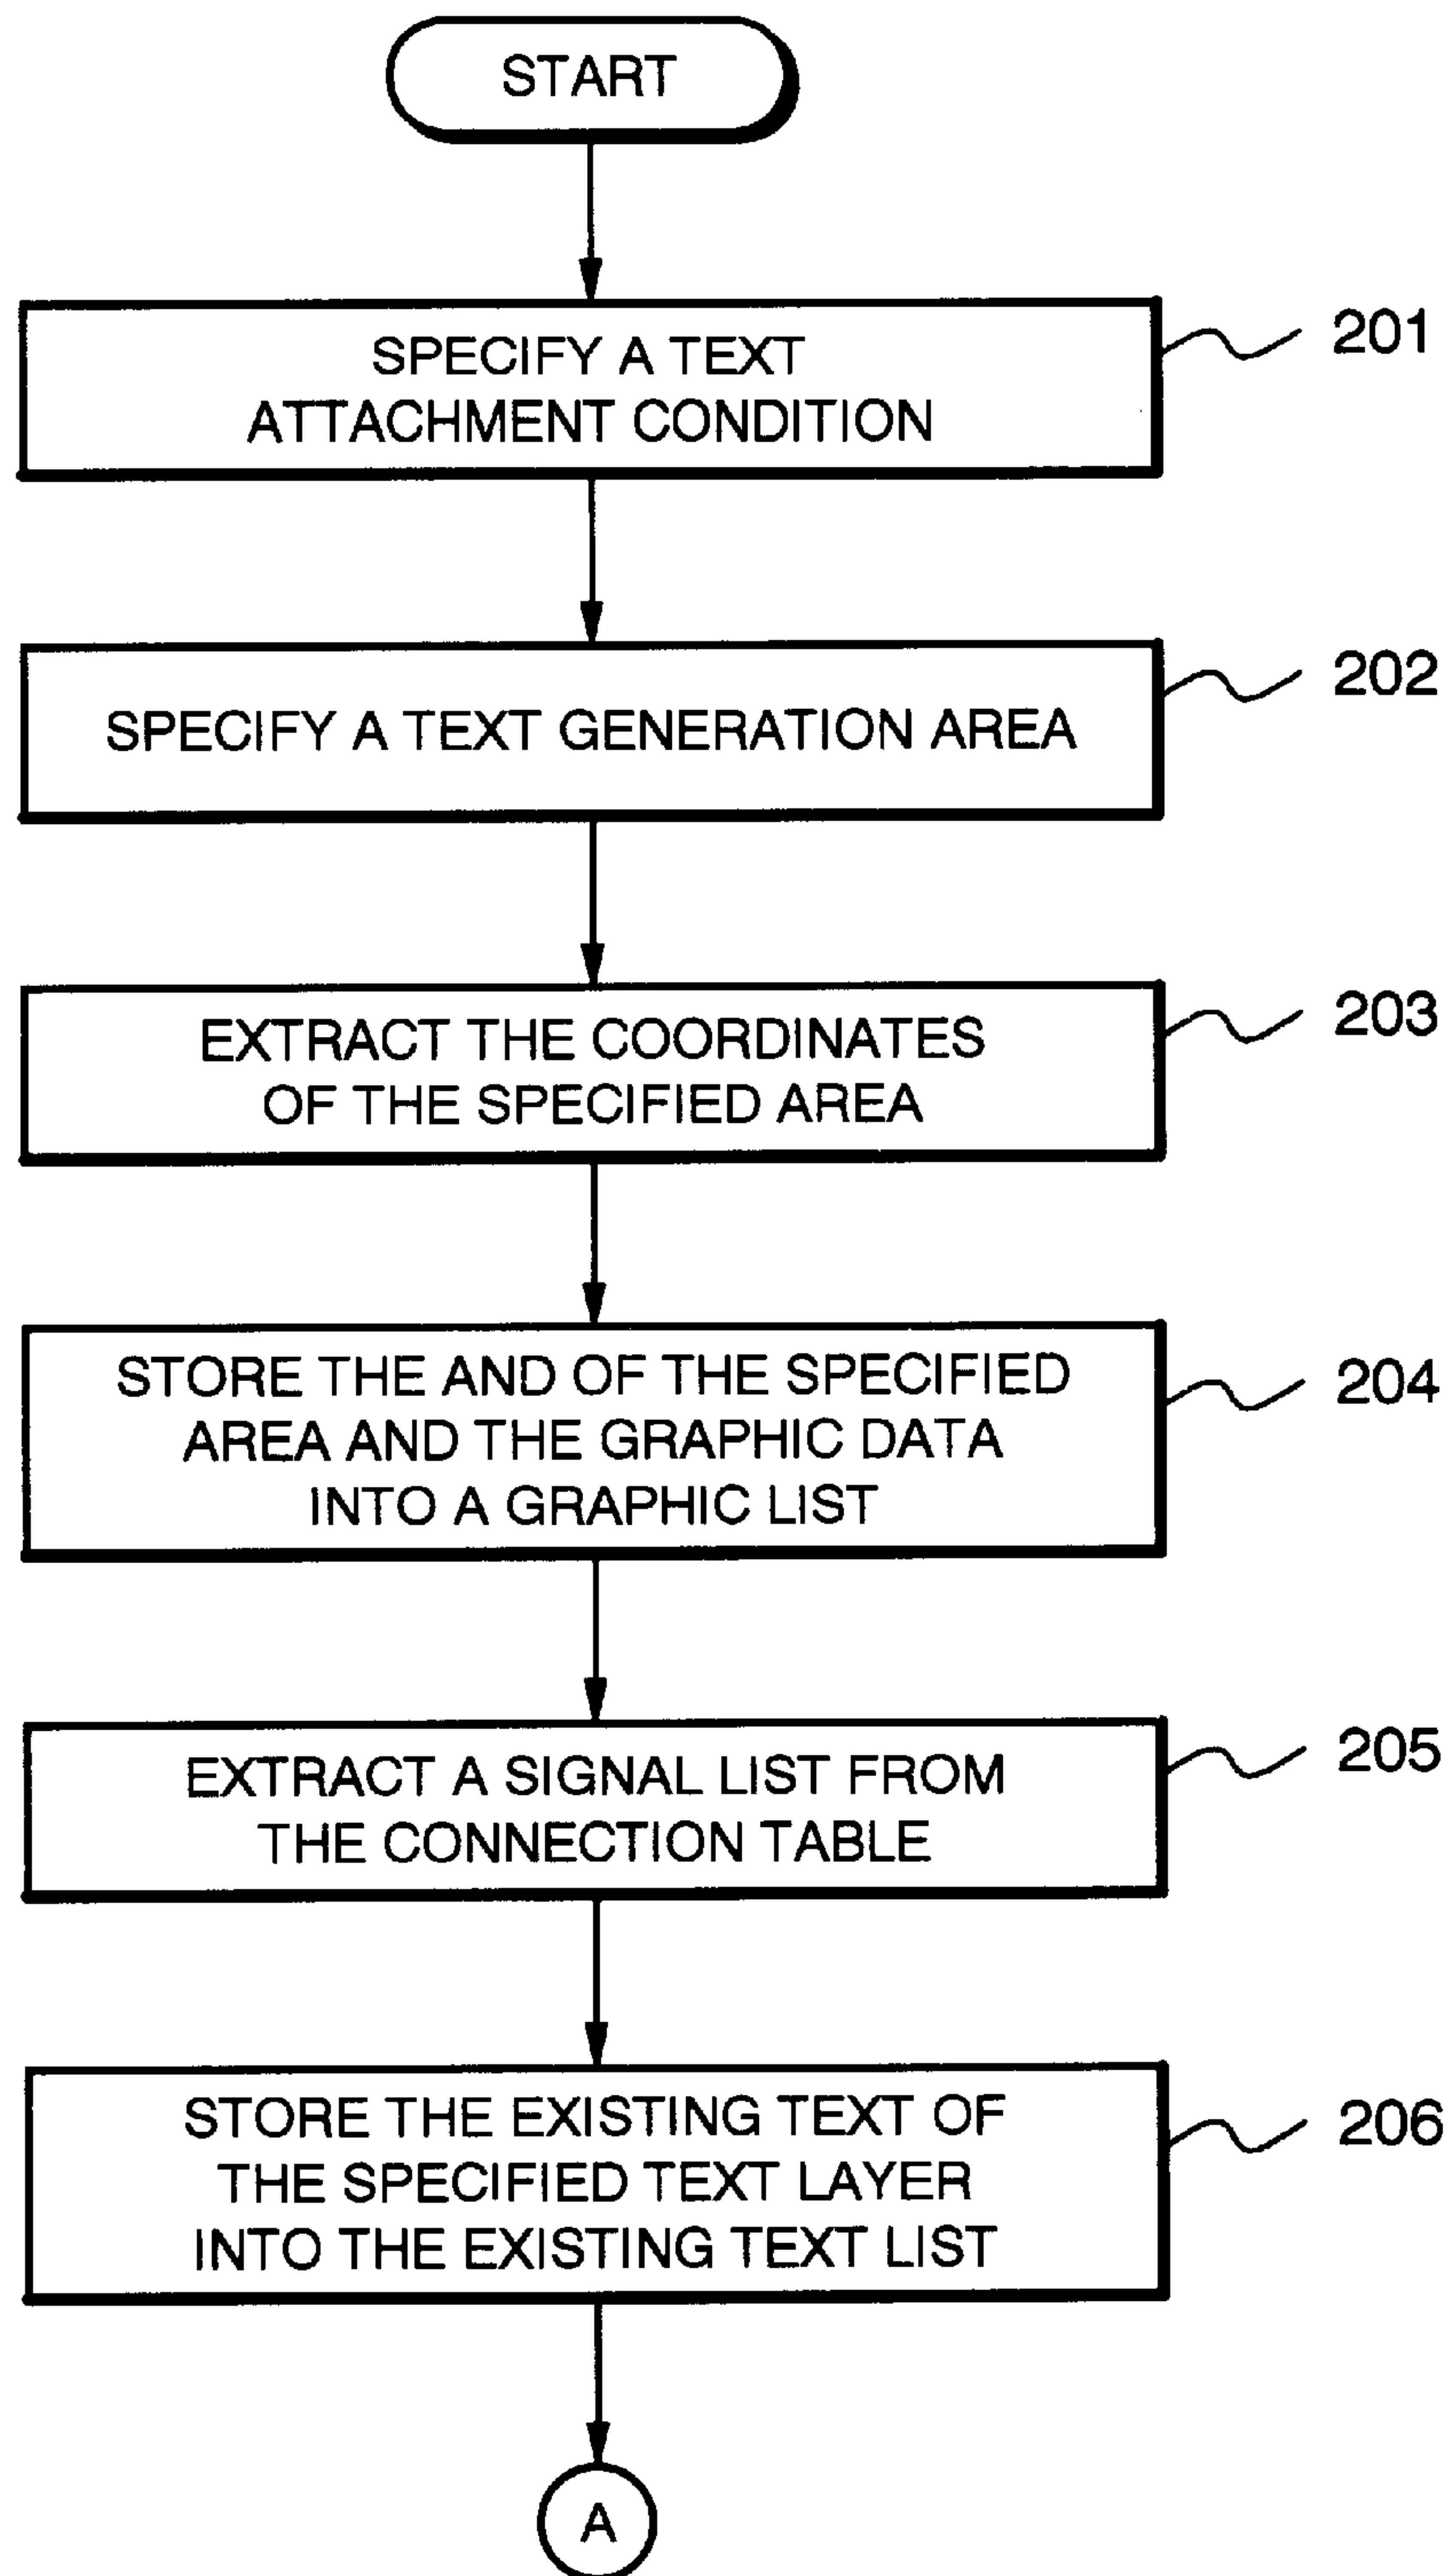 START
SPECIFY A TEXT
ATTACHMENT CONDITION
201
SPECIFY A TEXT GENERATION AREA
202
EXTRACT THE COORDINATES
OF THE SPECIFIED AREA
203
STORE THE AND OF THE SPECIFIED
AREA AND THE GRAPHIC DATA
INTO A GRAPHIC LIST
204
EXTRACT A SIGNAL LIST FROM
THE CONNECTION TABLE
205
STORE THE EXISTING TEXT OF
THE SPECIFIED TEXT LAYER
INTO THE EXISTING TEXT LIST
206
A